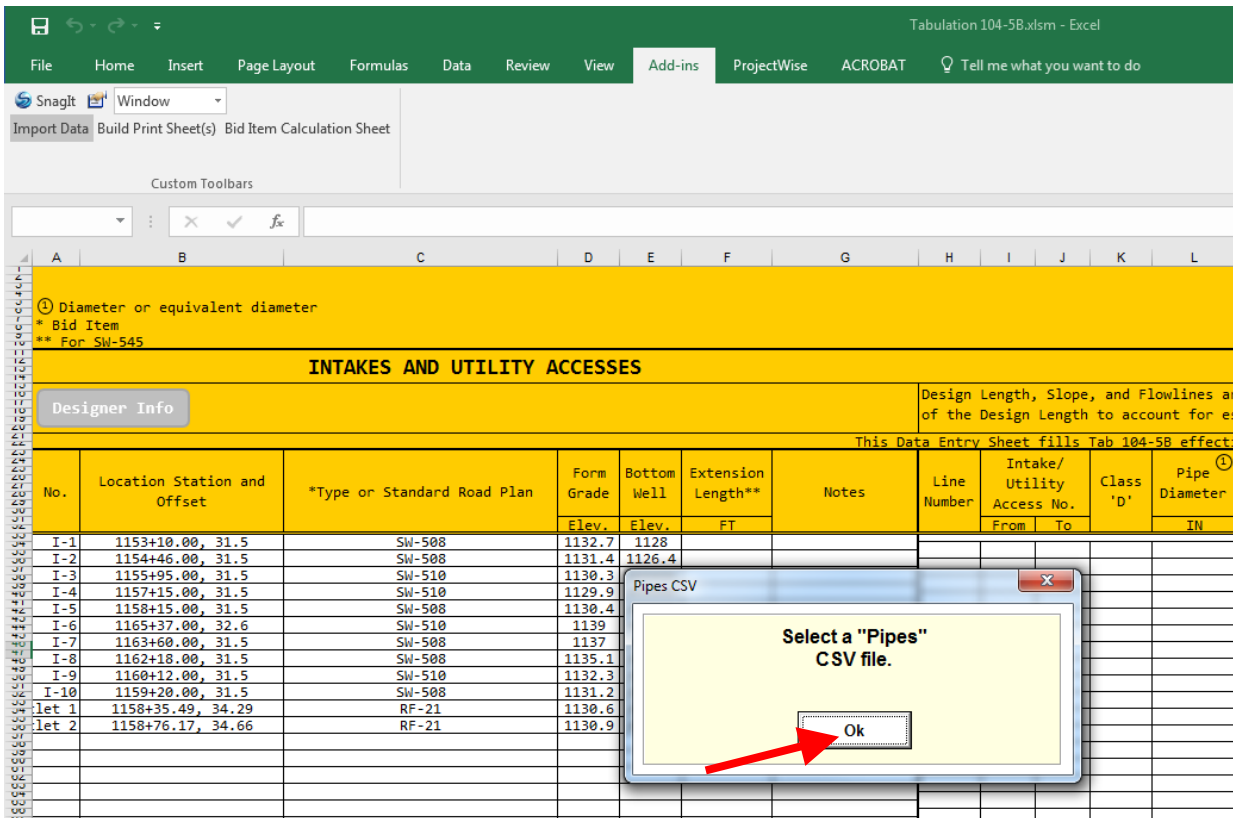 Tabulation 104-5B.xlsm - Excel
File Home Insert Page Layout Formulas Data Review View Add-ins ProjectWise ACROBAT Tell me what you want to do
SnagIt Window
Import Data Build Print Sheet(s) Bid Item Calculation Sheet
Custom Toolbars
fx
A B C D E F G H I J K L
① Diameter or equivalent diameter
* Bid Item
** For SW-545
INTAKES AND UTILITY ACCESSES
Designer Info
Design Length, Slope, and Flowlines
of the Design Length to account for
This Data Entry Sheet fills Tab 104-5B
No.
Location Station and
Offset
*Type or Standard Road Plan
Form
Grade
Elev.
Bottom
Well
Elev.
Extension
Length**
FT
Notes
Line
Number
Intake/
Utility
Access No.
From To
Class
'D'
Pipe ①
Diameter
IN
I-1 1153+10.00, 31.5 SW-508 1132.7 1128
I-2 1154+46.00, 31.5 SW-508 1131.4 1126.4
I-3 1155+95.00, 31.5 SW-510 1130.3
I-4 1157+15.00, 31.5 SW-510 1129.9
I-5 1158+15.00, 31.5 SW-508 1130.4
I-6 1165+37.00, 32.6 SW-510 1139
I-7 1163+60.00, 31.5 SW-508 1137
I-8 1162+18.00, 31.5 SW-508 1135.1
I-9 1160+12.00, 31.5 SW-510 1132.3
I-10 1159+20.00, 31.5 SW-508 1131.2
let 1 1158+35.49, 34.29 RF-21 1130.6
let 2 1158+76.17, 34.66 RF-21 1130.9
Pipes CSV
Select a "Pipes"
CSV file.
Ok